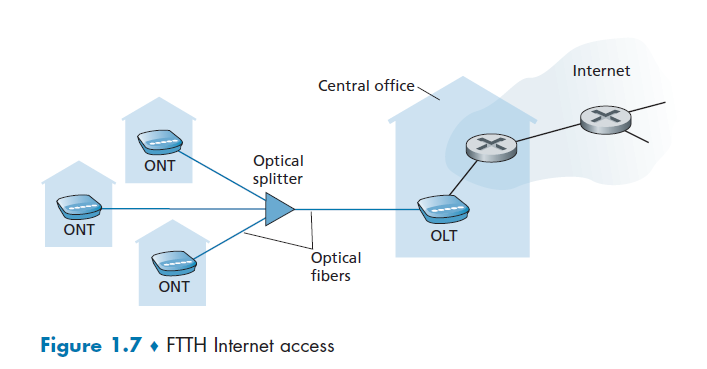 Internet
Central office
ONT
Optical
splitter
ONT
OLT
Optical
fibers
ONT
Figure 1.7 ♦ FTTH Internet access